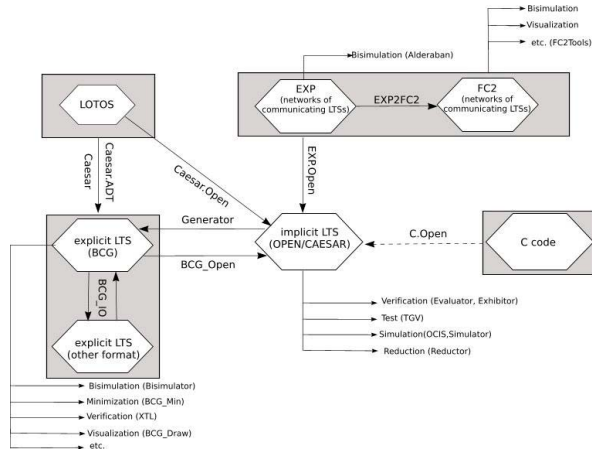 Bisimulation
Visualization
etc. (FC2Tools)
Bisimulation (Alderaban)
EXP
(networks of
communicating LTSs)
EXP2FC2
FC2
(networks of
communicating LTSs)
LOTOS
Caesar.ADT
Caesar
Caesar.Open
EXP.Open
Generator
explicit LTS
(BCG)
BCG_Open
implicit LTS
(OPEN/CAESAR)
C.Open
C code
BCG_IO
explicit LTS
(other format)
Verification (Evaluator, Exhibitor)
Test (TGV)
Simulation(OCIS,Simulator)
Reduction (Reductor)
Bisimulation (Bisimulator)
Minimization (BCG_Min)
Verification (XTL)
Visualization (BCG_Draw)
etc.